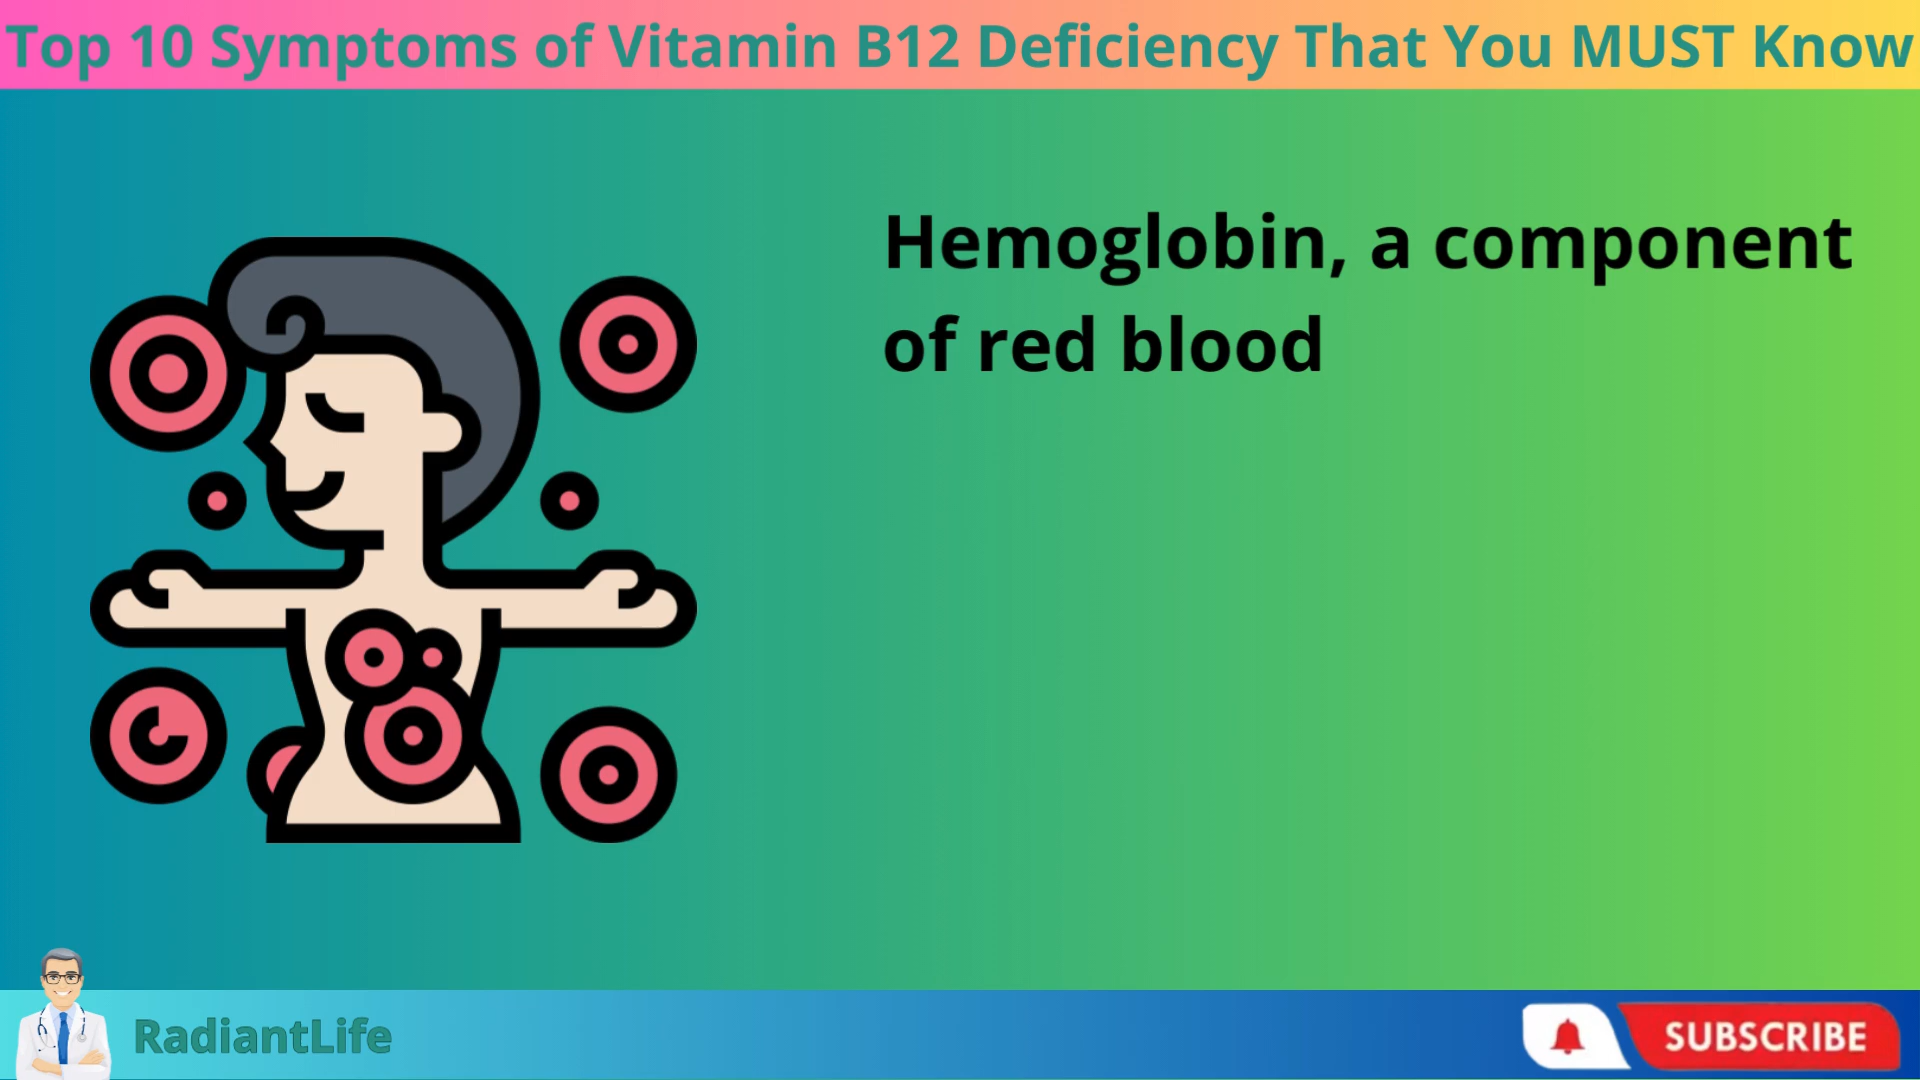 Top 10 Symptoms of Vitamin B12 Deficiency That You MUST Know
Hemoglobin, a component
of red blood
RadiantLife
SUBSCRIBE